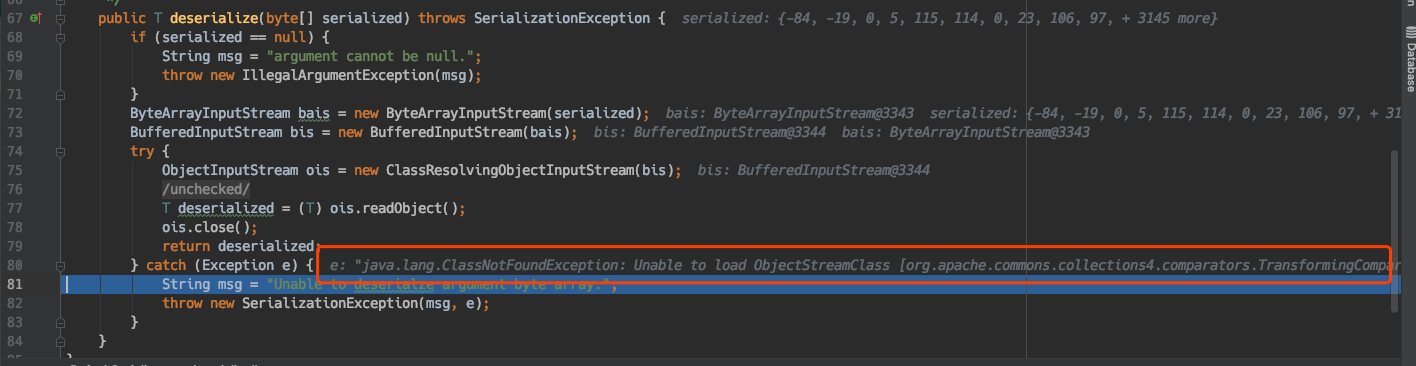 */
67 public T deserialize(byte[] serialized) throws SerializationException { serialized: {-84, -19, 0, 5, 115, 114, 0, 23, 106, 97, + 3145 more}
68 if (serialized == null) {
69 String msg = "argument cannot be null.";
70 throw new IllegalArgumentException(msg);
71 }
72 ByteArrayInputStream bais = new ByteArrayInputStream(serialized); bais: ByteArrayInputStream@3343 serialized: {-84, -19, 0, 5, 115, 114, 0, 23, 106, 97, + 31
73 BufferedInputStream bis = new BufferedInputStream(bais); bis: BufferedInputStream@3344 bais: ByteArrayInputStream@3343
74 try {
75 ObjectInputStream ois = new ClassResolvingObjectInputStream(bis); bis: BufferedInputStream@3344
76 /unchecked/
77 T deserialized = (T) ois.readObject();
78 ois.close();
79 return deserialized;
80 } catch (Exception e) { e: "java.lang.ClassNotFoundException: Unable to load ObjectStreamClass [org.apache.commons.collections4.comparators.TransformingCompar
81 String msg = "Unable to deserialze argument byte array.";
82 throw new SerializationException(msg, e);
83 }
84 }
Database